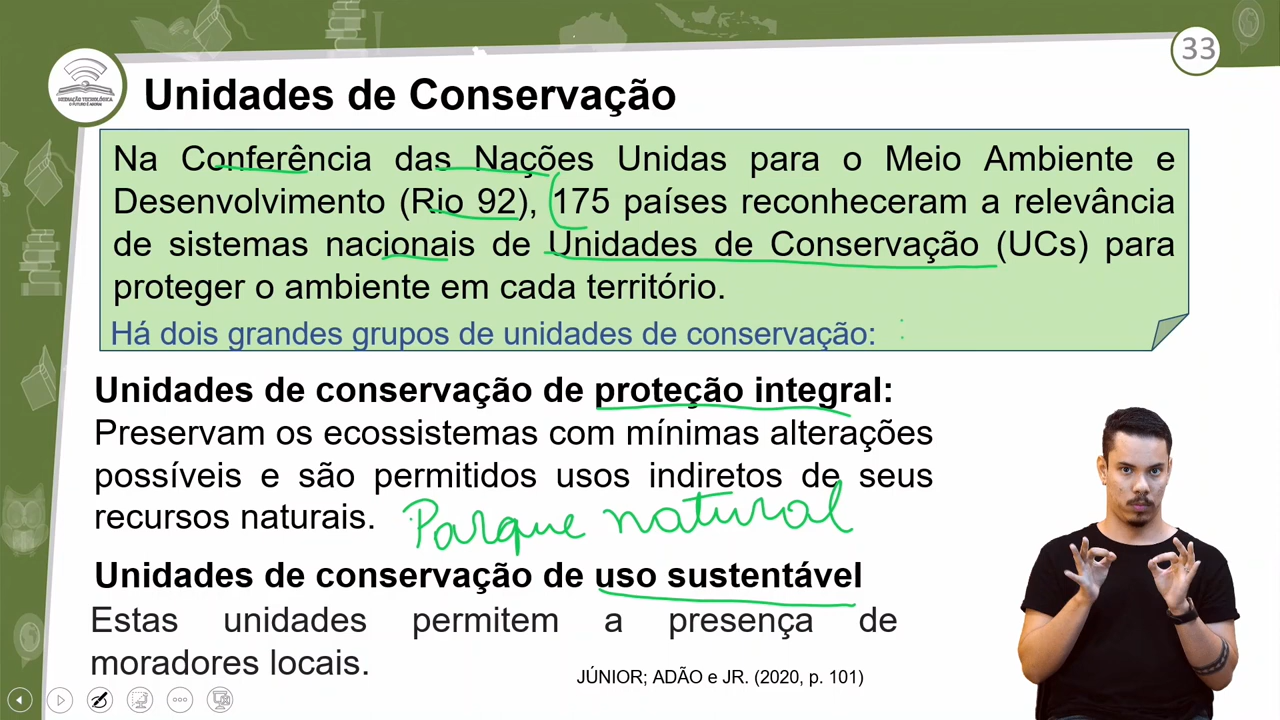 33
MEDIAÇÃO TECNOLÓGICA
O FUTURO É AGORA
Unidades de Conservação
Na Conferência das Nações Unidas para o Meio Ambiente e
Desenvolvimento (Rio 92), 175 países reconheceram a relevância
de sistemas nacionais de Unidades de Conservação (UCs) para
proteger o ambiente em cada território.
Há dois grandes grupos de unidades de conservação:
Unidades de conservação de proteção integral:
Preservam os ecossistemas com mínimas alterações
possíveis e são permitidos usos indiretos de seus
recursos naturais.
Parque natural
Unidades de conservação de uso sustentável
Estas unidades permitem a presença de
moradores locais.
JÚNIOR; ADÃO e JR. (2020, p. 101)